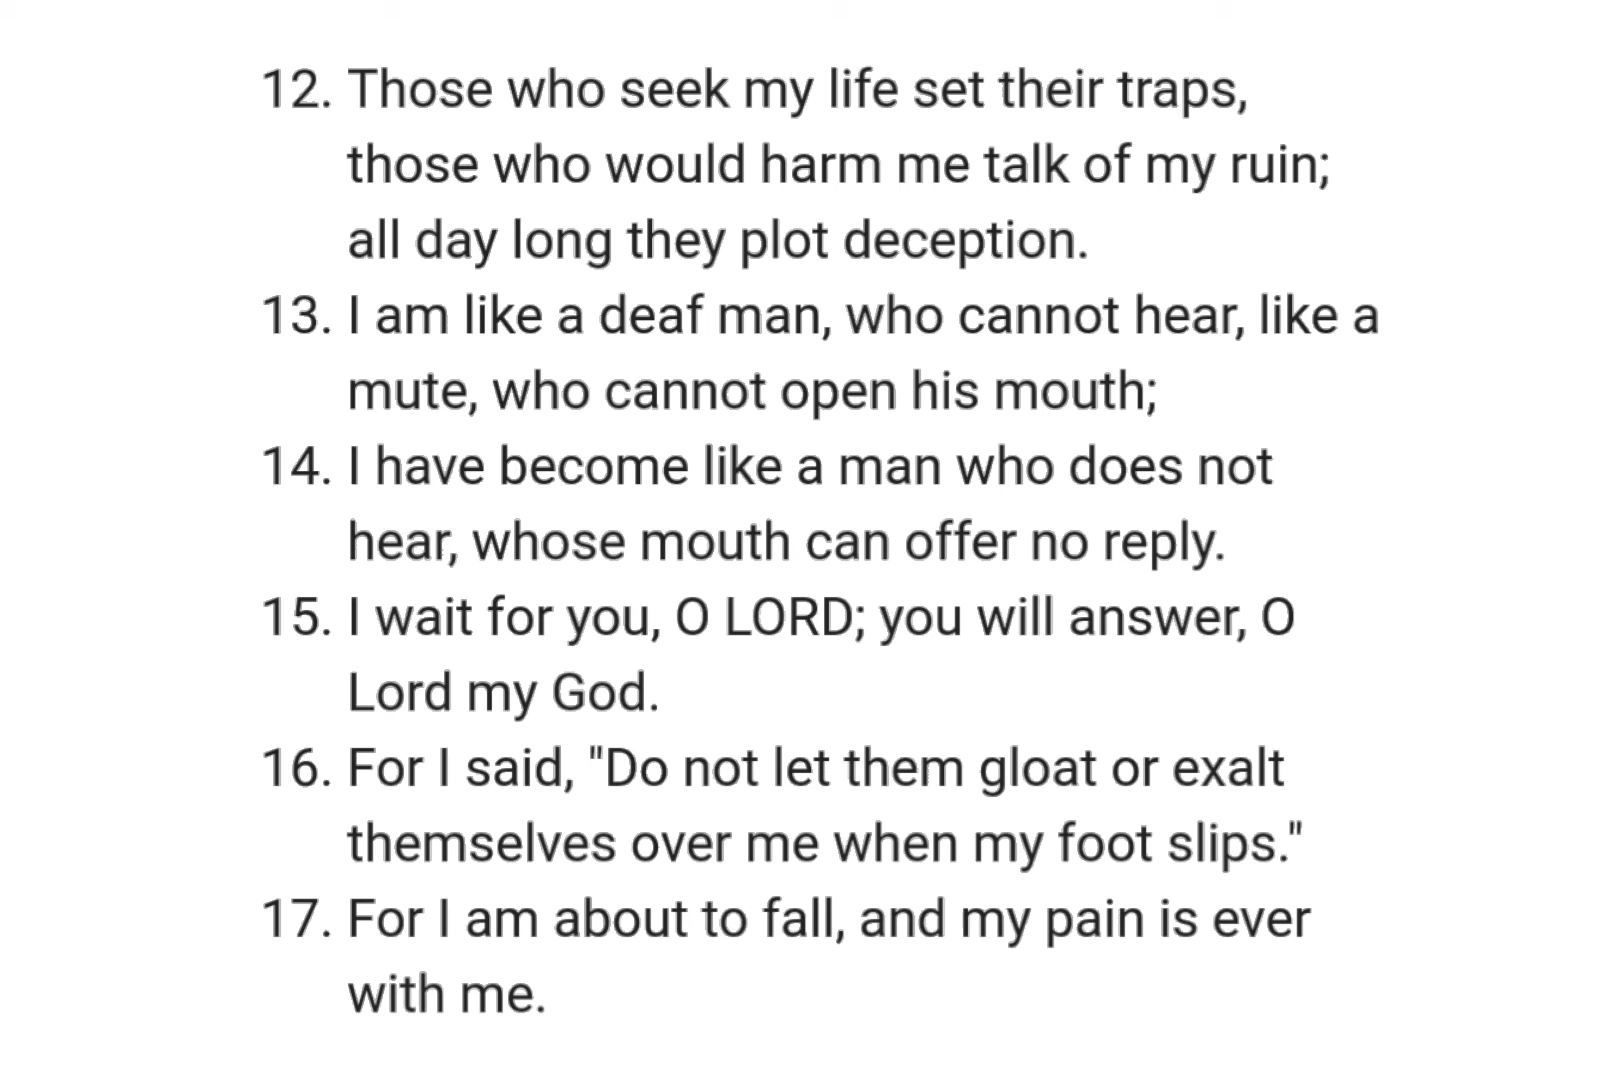 12. Those who seek my life set their traps,
those who would harm me talk of my ruin;
all day long they plot deception.
13. I am like a deaf man, who cannot hear, like a
mute, who cannot open his mouth;
14. I have become like a man who does not
hear, whose mouth can offer no reply.
15. I wait for you, O LORD; you will answer, O
Lord my God.
16. For I said, "Do not let them gloat or exalt
themselves over me when my foot slips."
17. For I am about to fall, and my pain is ever
with me.